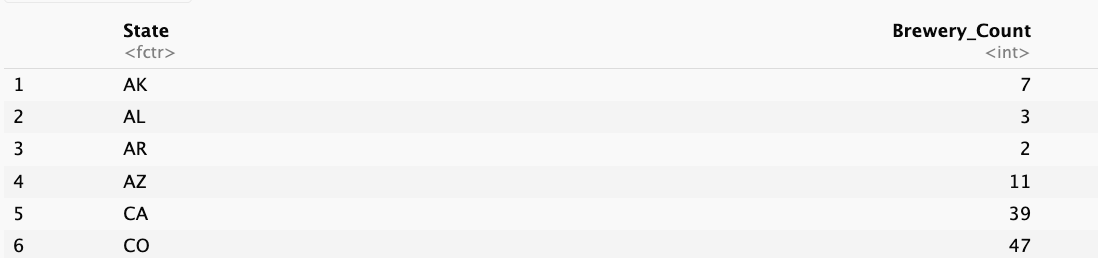 State Brewery_Count
<fctr> <int>
1 AK 7
2 AL 3
3 AR 2
4 AZ 11
5 CA 39
6 CO 47